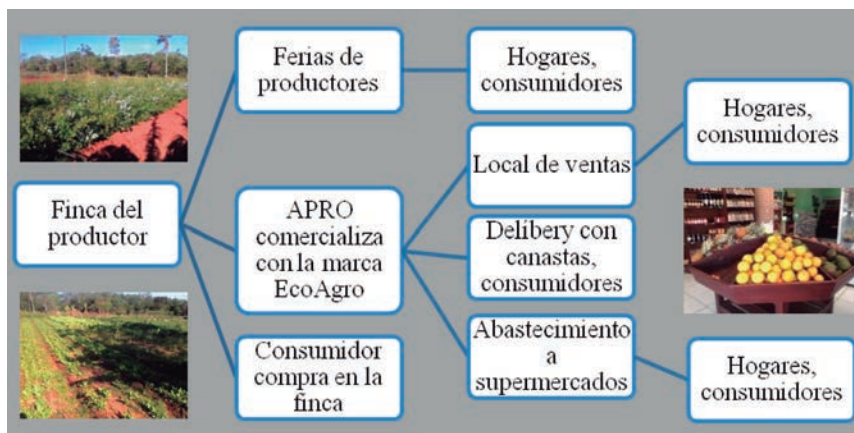 Ferias de
productores
Hogares,
consumidores
Hogares,
consumidores
Local de ventas
Finca del
productor
APRO
comercializa
con la marca
EcoAgro
Delíbery con
canastas,
consumidores
Consumidor
compra en la
finca
Abastecimiento
a
supermercados
Hogares,
consumidores